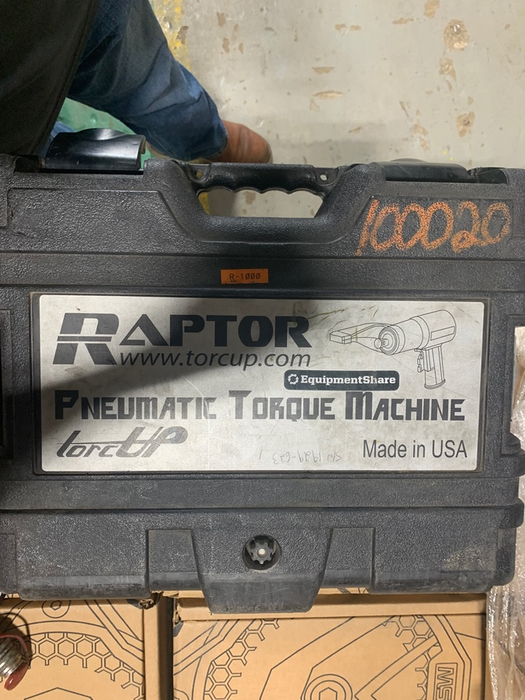 100020
R-1000
RAPTOR
www.torcup.com
EquipmentShare
PNEUMATIC TORQUE MACHINE
torcUP
Made in USA